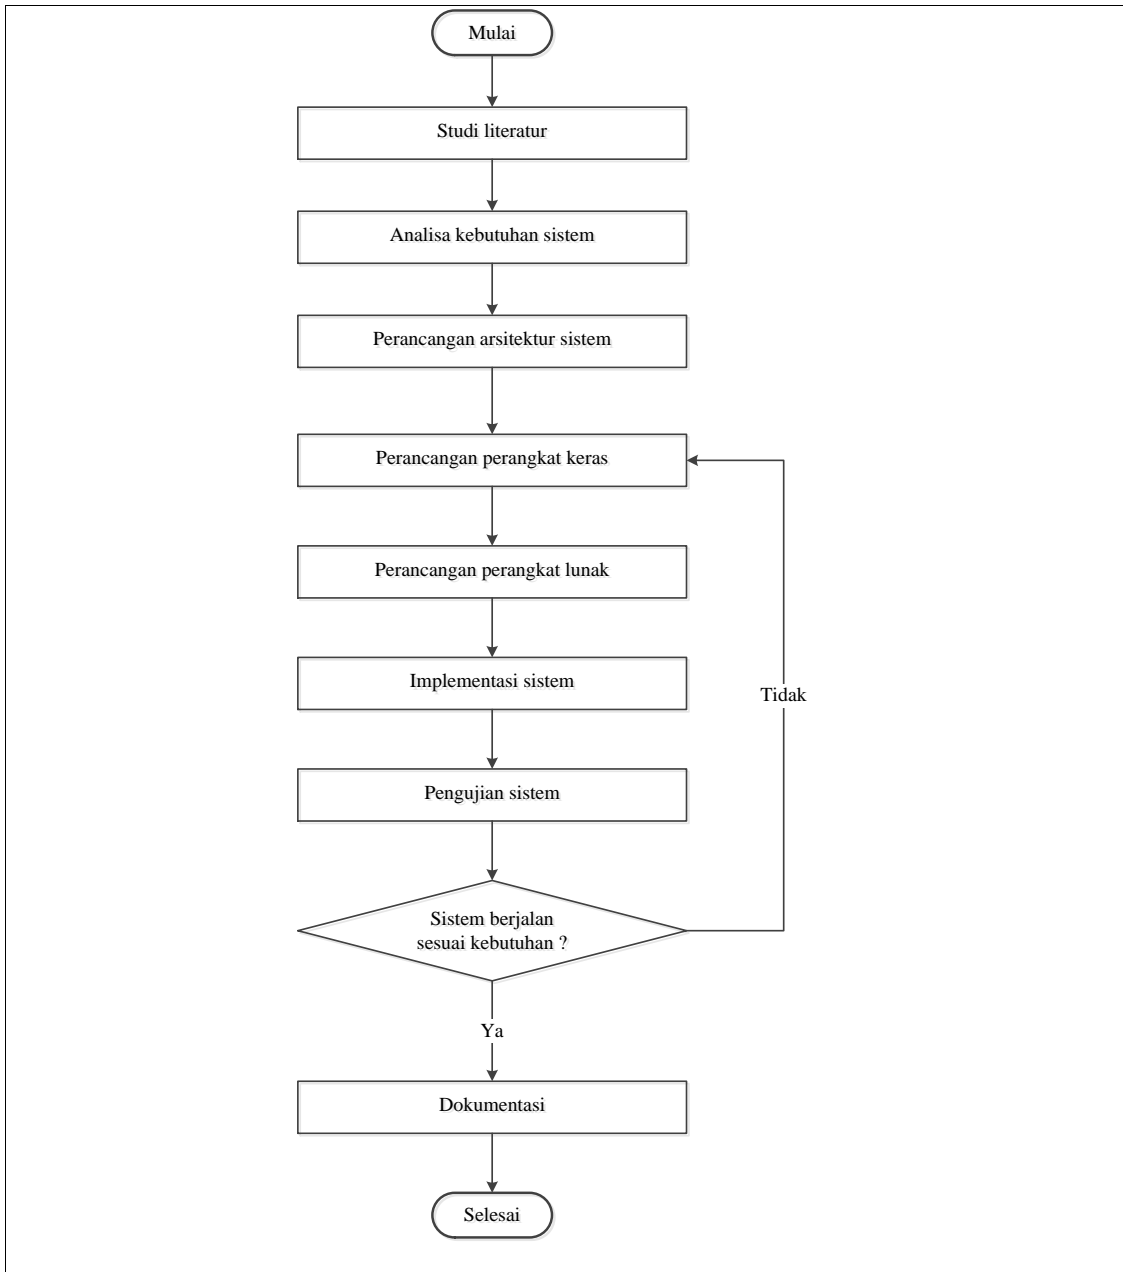 Mulai
Studi literatur
Analisa kebutuhan sistem
Perancangan arsitektur sistem
Perancangan perangkat keras
Perancangan perangkat lunak
Implementasi sistem
Tidak
Pengujian sistem
Sistem berjalan
sesuai kebutuhan ?
Ya
Dokumentasi
Selesai